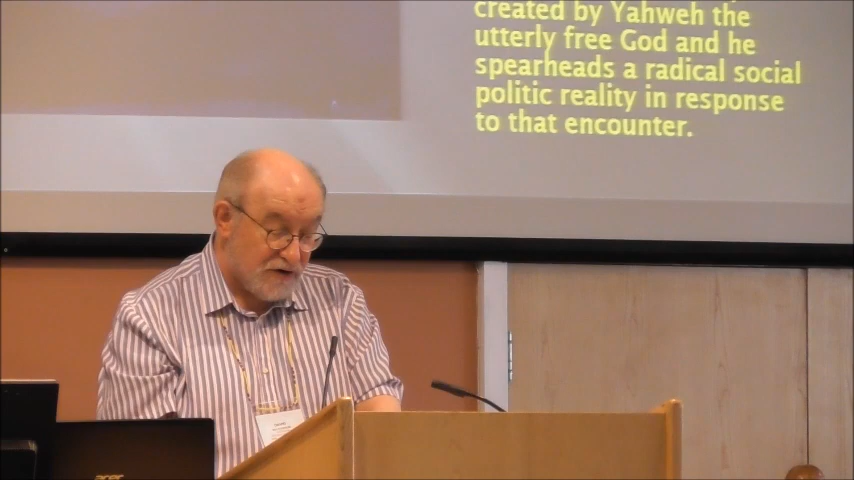 created by Yahweh the
utterly free God and he
spearheads a radical social
politic reality in response
to that encounter.
acer